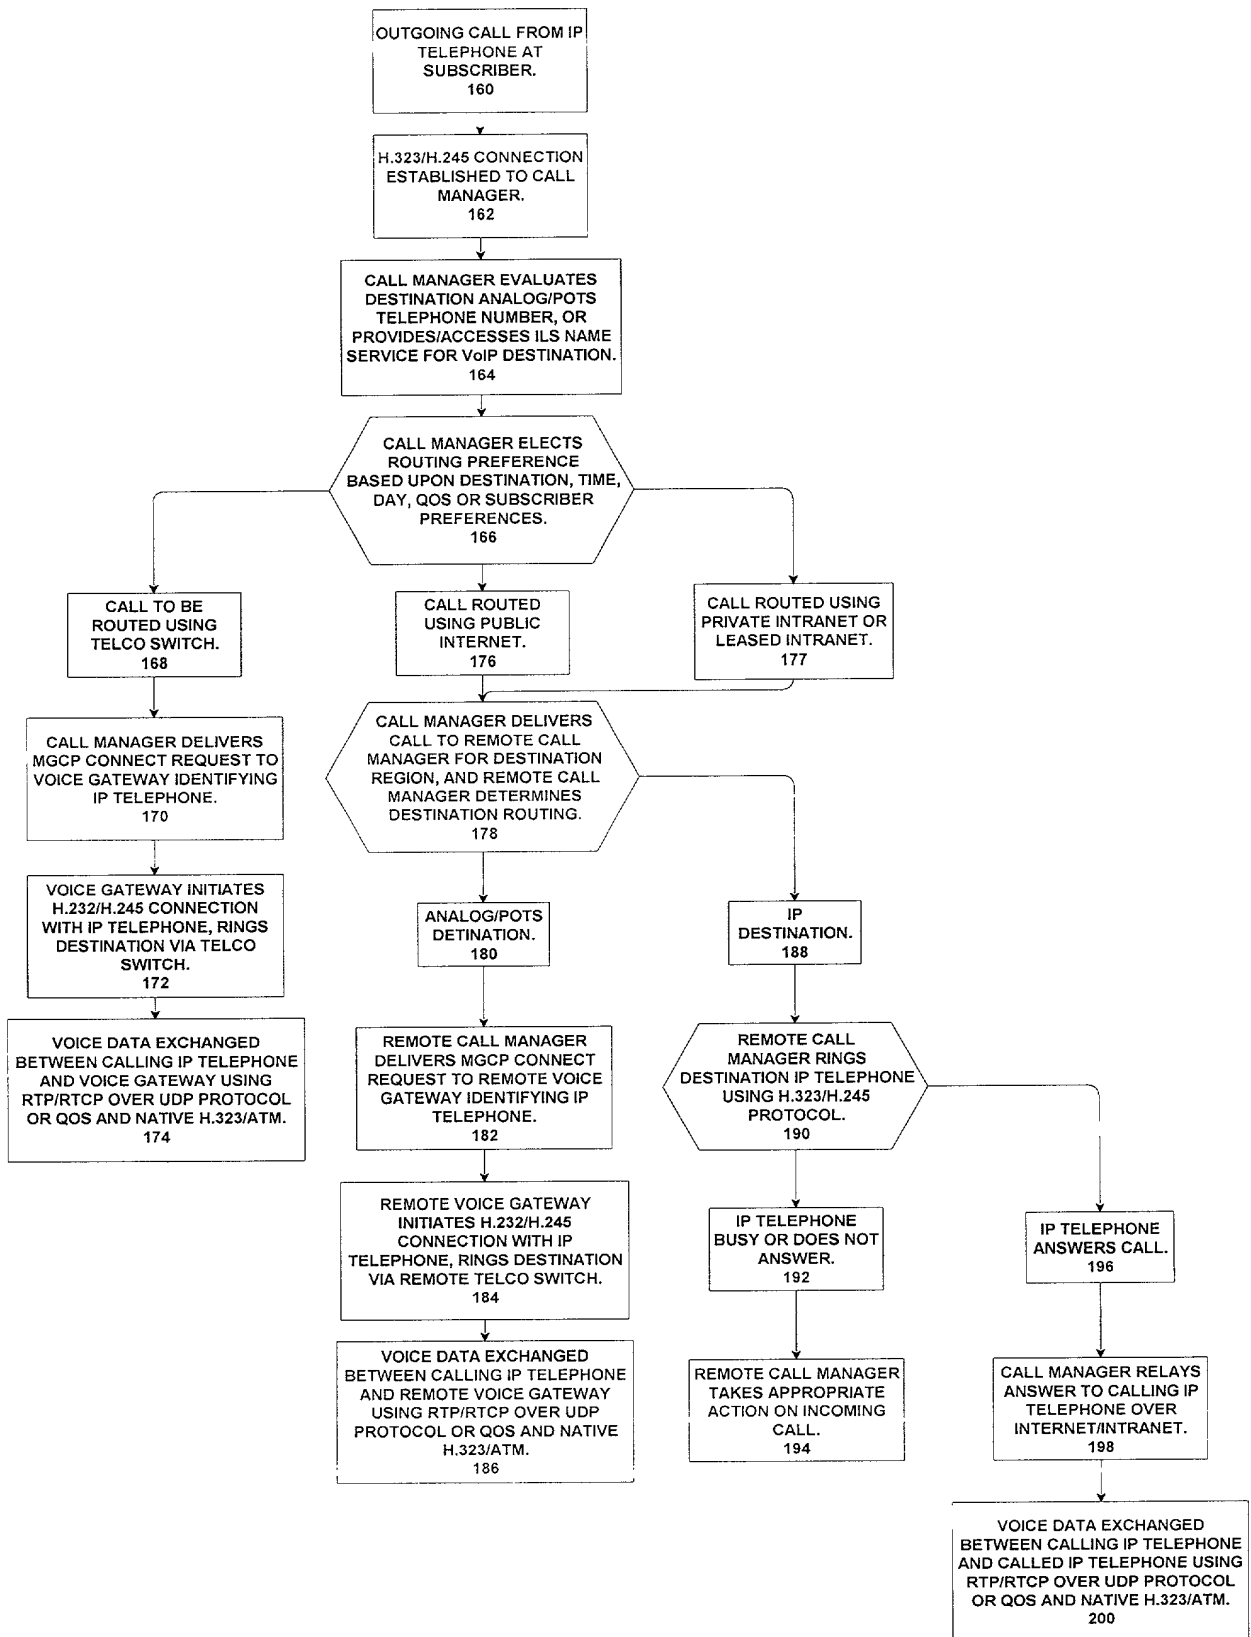 OUTGOING CALL FROM IP
TELEPHONE AT
SUBSCRIBER.
160
H.323/H.245 CONNECTION
ESTABLISHED TO CALL
MANAGER.
162
CALL MANAGER EVALUATES
DESTINATION ANALOG/POTS
TELEPHONE NUMBER, OR
PROVIDES/ACCESSES ILS NAME
SERVICE FOR VoIP DESTINATION.
164
CALL MANAGER ELECTS
ROUTING PREFERENCE
BASED UPON DESTINATION, TIME,
DAY, QOS OR SUBSCRIBER
PREFERENCES.
166
CALL TO BE
ROUTED USING
TELCO SWITCH.
168
CALL ROUTED
USING PUBLIC
INTERNET.
176
CALL ROUTED USING
PRIVATE INTRANET OR
LEASED INTRANET.
177
CALL MANAGER DELIVERS
MGCP CONNECT REQUEST TO
VOICE GATEWAY IDENTIFYING
IP TELEPHONE.
170
CALL MANAGER DELIVERS
CALL TO REMOTE CALL
MANAGER FOR DESTINATION
REGION, AND REMOTE CALL
MANAGER DETERMINES
DESTINATION ROUTING.
178
VOICE GATEWAY INITIATES
H.232/H.245 CONNECTION
WITH IP TELEPHONE, RINGS
DESTINATION VIA TELCO
SWITCH.
172
ANALOG/POTS
DETINATION.
180
IP
DESTINATION.
188
VOICE DATA EXCHANGED
BETWEEN CALLING IP TELEPHONE
AND VOICE GATEWAY USING
RTP/RTCP OVER UDP PROTOCOL
OR QOS AND NATIVE H.323/ATM.
174
REMOTE CALL MANAGER
DELIVERS MGCP CONNECT
REQUEST TO REMOTE VOICE
GATEWAY IDENTIFYING IP
TELEPHONE.
182
REMOTE CALL
MANAGER RINGS
DESTINATION IP TELEPHONE
USING H.323/H.245
PROTOCOL.
190
REMOTE VOICE GATEWAY
INITIATES H.232/H.245
CONNECTION WITH IP
TELEPHONE, RINGS DESTINATION
VIA REMOTE TELCO SWITCH.
184
IP TELEPHONE
BUSY OR DOES NOT
ANSWER.
192
IP TELEPHONE
ANSWERS CALL.
196
VOICE DATA EXCHANGED
BETWEEN CALLING IP TELEPHONE
AND REMOTE VOICE GATEWAY
USING RTP/RTCP OVER UDP
PROTOCOL OR QOS AND NATIVE
H.323/ATM.
186
REMOTE CALL MANAGER
TAKES APPROPRIATE
ACTION ON INCOMING
CALL.
194
CALL MANAGER RELAYS
ANSWER TO CALLING IP
TELEPHONE OVER
INTERNET/INTRANET.
198
VOICE DATA EXCHANGED
BETWEEN CALLING IP TELEPHONE
AND CALLED IP TELEPHONE USING
RTP/RTCP OVER UDP PROTOCOL
OR QOS AND NATIVE H.323/ATM.
200